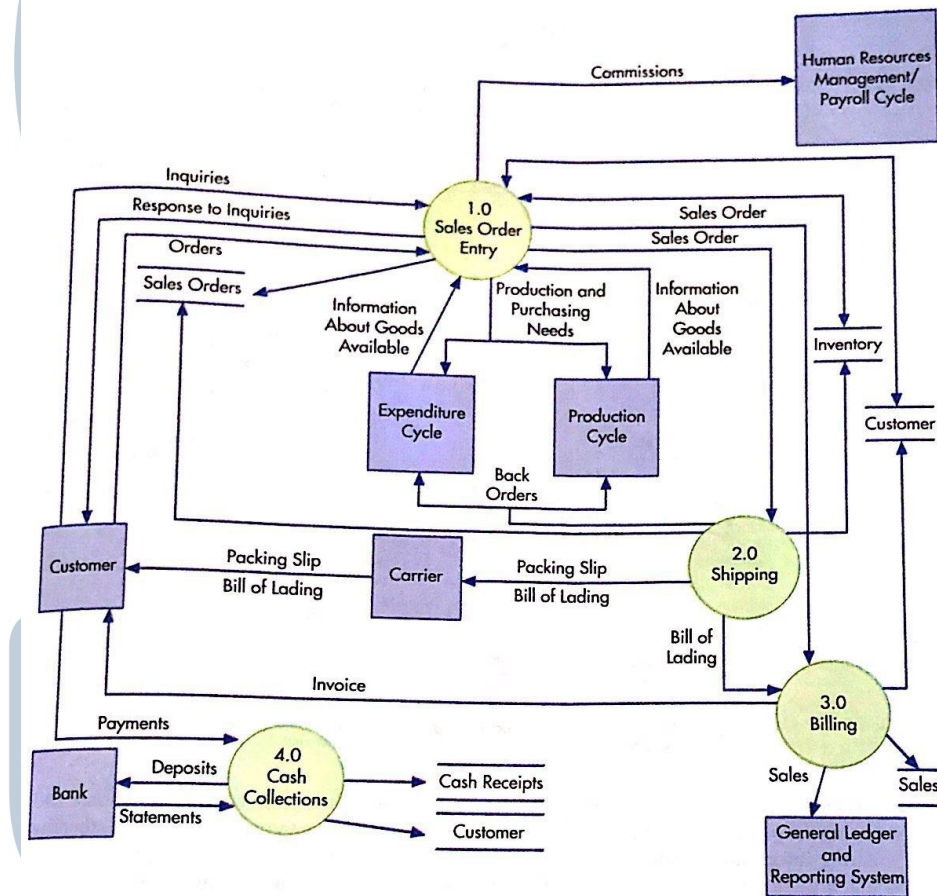 Commissions
Human Resources
Management/
Payroll Cycle
Inquiries
Response to Inquiries
Orders
Sales Orders
1.0
Sales Order
Entry
Sales Order
Sales Order
Information
About Goods
Available
Production and
Purchasing
Needs
Information
About
Goods
Available
Inventory
Customer
Expenditure
Cycle
Production
Cycle
Back
Orders
Customer
Packing Slip
Bill of Lading
Carrier
Packing Slip
Bill of Lading
2.0
Shipping
Bill of
Lading
Invoice
3.0
Billing
Payments
Deposits
Bank
Statements
4.0
Cash
Collections
Cash Receipts
Customer
Sales
Sales
General Ledger
and
Reporting System